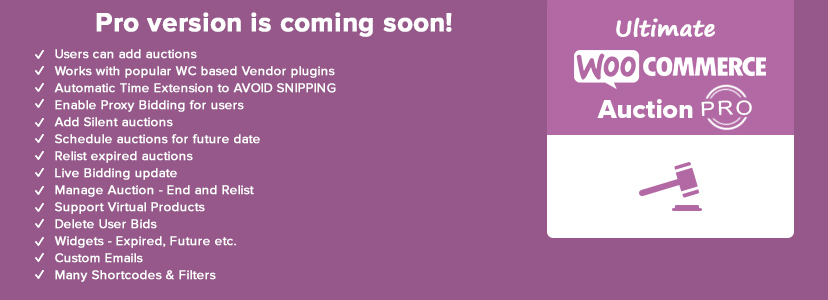 Pro version is coming soon!
Users can add auctions
Works with popular WC based Vendor plugins
Automatic Time Extension to AVOID SNIPPING
Enable Proxy Bidding for users
Add Silent auctions
Schedule auctions for future date
Relist expired auctions
Live Bidding update
Manage Auction - End and Relist
Support Virtual Products
Delete User Bids
Widgets - Expired, Future etc.
Custom Emails
Many Shortcodes & Filters
Ultimate
WOO COMMERCE
Auction PRO